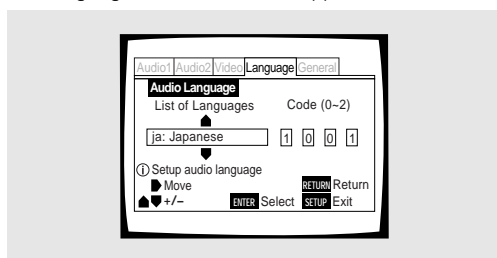 Audio1 Audio2 Video Language General
Audio Language
List of Languages Code (0~2)
ja: Japanese 1 0 0 1
i Setup audio language
Move RETURN Return
+/– ENTER Select SETUP Exit